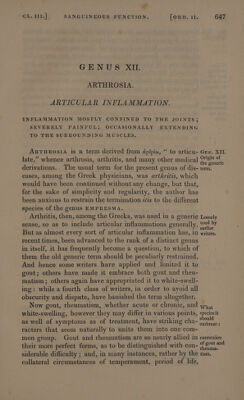 CL. III.] SANGUINEOUS FUNCTION. [ORD. II. 647
GENUS XII.
ARTHROSIA.
ARTICULAR INFLAMMATION.
INFLAMMATION MOSTLY CONFINED TO THE JOINTS;
SEVERELY PAINFUL; OCCASIONALLY EXTENDING
TO THE SURROUNDING MUSCLES.
ARTHROSIA is a term derived from ἀρθρόω, “ to articu- GEN. XII.
late,” whence arthrosis, arthritis, and many other medical Origin of
derivations. The usual term for the present genus of dis- the generic
eases, among the Greek physicians, was arthritis, which term.
would have been continued without any change, but that,
for the sake of simplicity and regularity, the author has
been anxious to restrain the termination itis to the different
species of the genus EMPRESMA.
Arthritis, then, among the Greeks, was used in a generic Loosely
sense, so as to include articular inflammations generally. used by
But as almost every sort of articular inflammation has, in earlier
recent times, been advanced to the rank of a distinct genus writers.
in itself, it has frequently become a question, to which of
them the old generic term should be peculiarly restrained.
And hence some writers have applied and limited it to
gout; others have made it embrace both gout and rheu-
matism; others again have appropriated it to white-swell-
ing: while a fourth class of writers, in order to avoid all
obscurity and dispute, have banished the term altogether.
Now gout, rheumatism, whether acute or chronic, and What
white-swelling, however they may differ in various points, species it
as well of symptoms as of treatment, have striking cha- should
racters that seem naturally to unite them into one com- embrace:
mon group. Gout and rheumatism are so nearly allied in
their more perfect forms, as to be distinguished with con- of gout and
siderable difficulty; and, in many instances, rather by the rheuma-
collateral circumstances of temperament, period of life, tism.